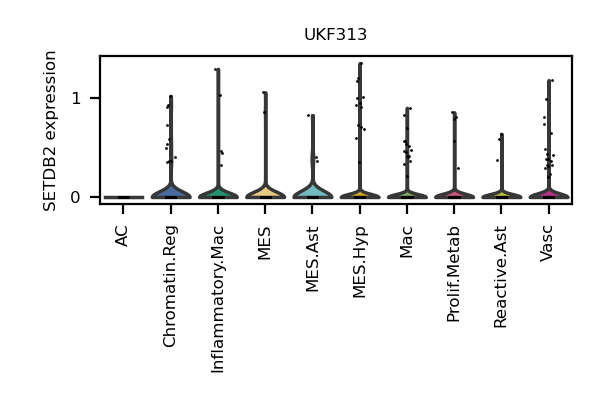 UKF313
SETDB2 expression
1
0
AC
Chromatin.Reg
Inflammatory.Mac
MES
MES.Ast
MES.Hyp
Mac
Prolif.Metab
Reactive.Ast
Vasc